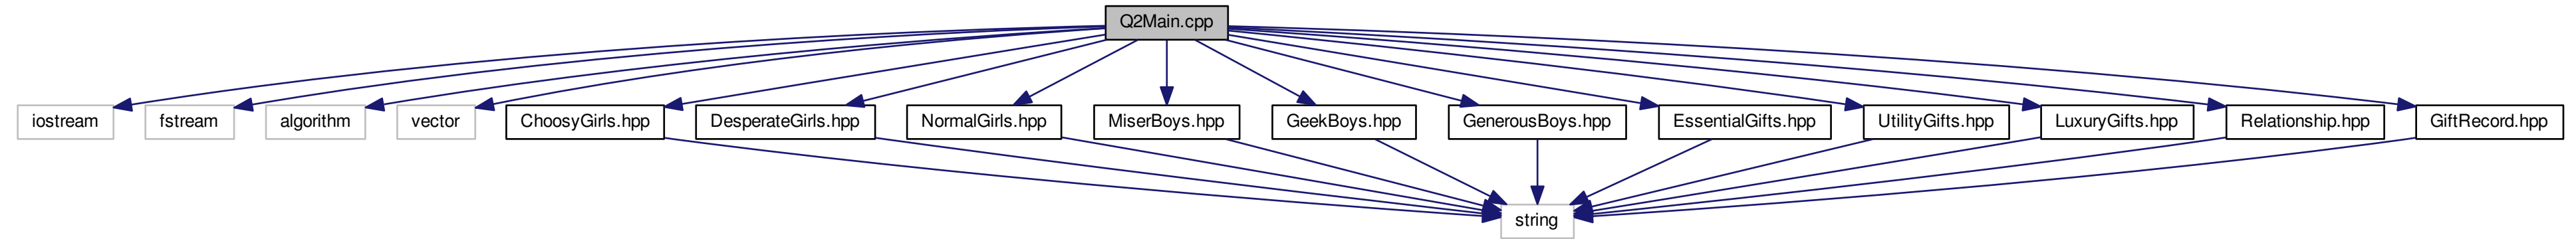 Q2Main.cpp
iostream
fstream
algorithm
vector
ChoosyGirls.hpp
DesperateGirls.hpp
NormalGirls.hpp
MiserBoys.hpp
GeekBoys.hpp
GenerousBoys.hpp
EssentialGifts.hpp
UtilityGifts.hpp
LuxuryGifts.hpp
Relationship.hpp
GiftRecord.hpp
string